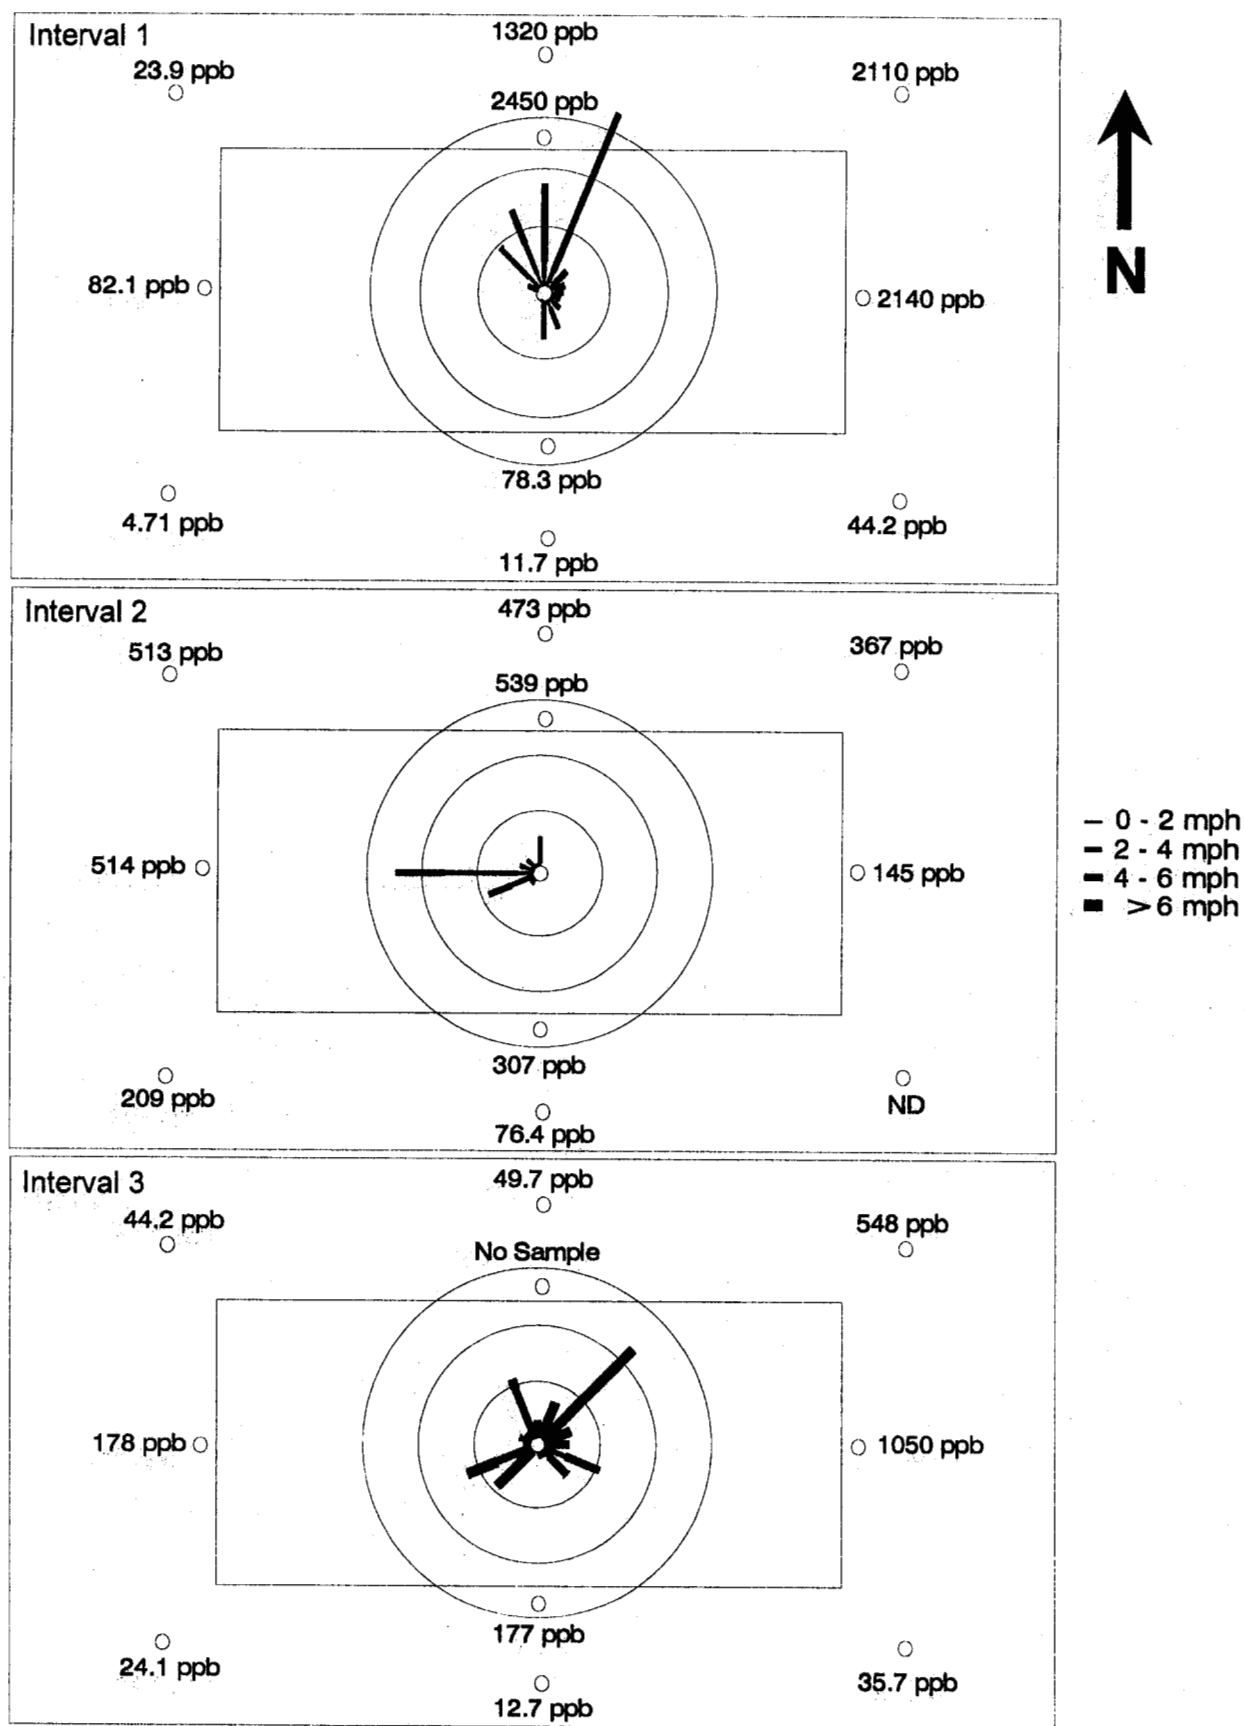 Interval 1
1320 ppb
23.9 ppb
2110 ppb
2450 ppb
N
82.1 ppb
2140 ppb
78.3 ppb
4.71 ppb
44.2 ppb
11.7 ppb
Interval 2
473 ppb
513 ppb
367 ppb
539 ppb
0 - 2 mph
2 - 4 mph
4 - 6 mph
> 6 mph
514 ppb
145 ppb
307 ppb
209 ppb
ND
76.4 ppb
Interval 3
49.7 ppb
44.2 ppb
548 ppb
No Sample
178 ppb
1050 ppb
177 ppb
24.1 ppb
35.7 ppb
12.7 ppb